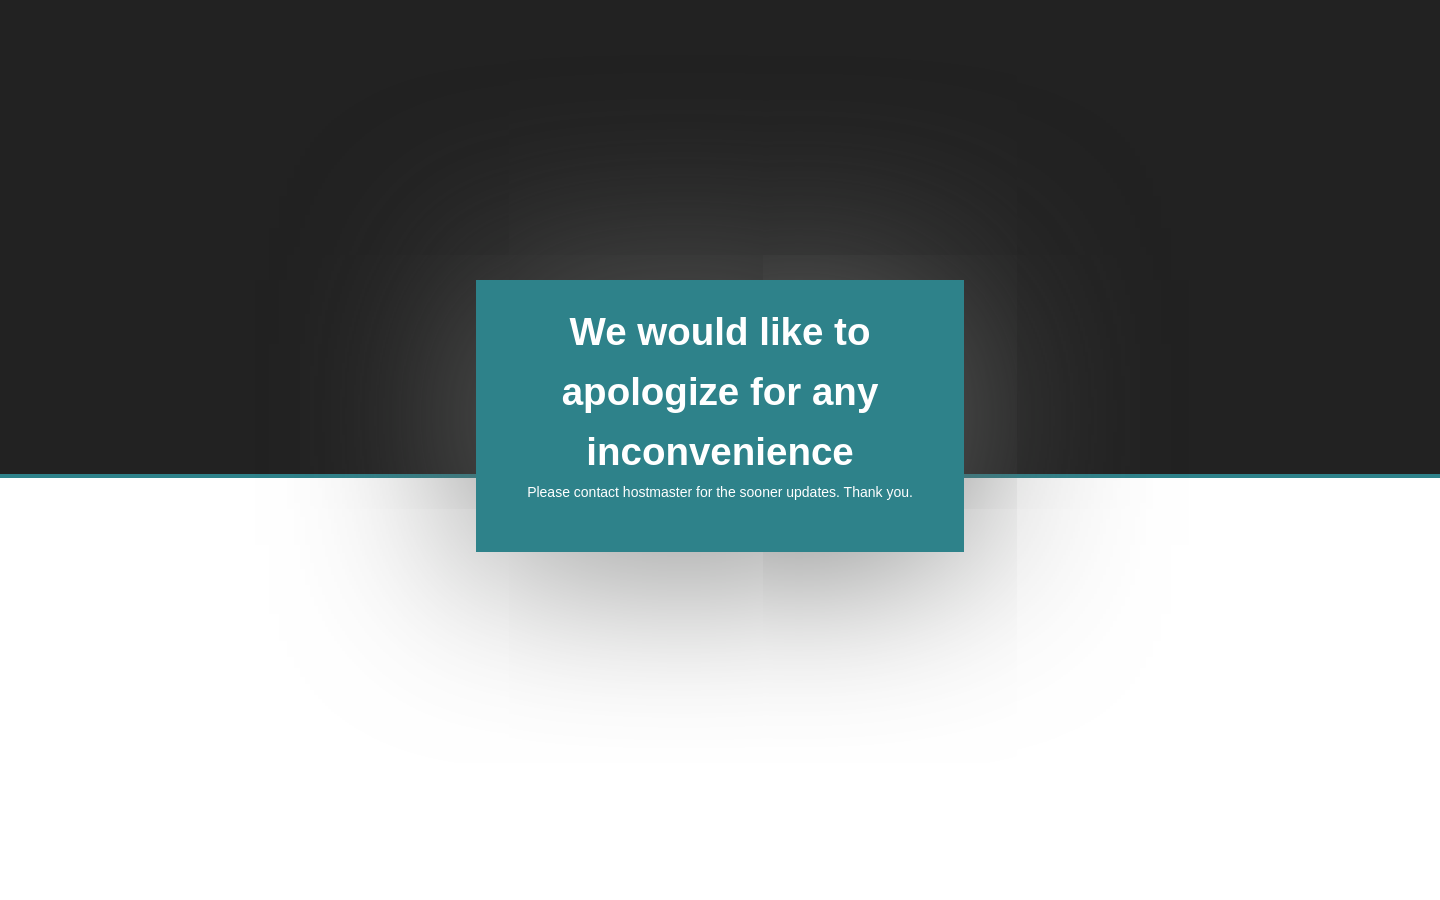 We would like to
apologize for any
inconvenience
Please contact hostmaster for the sooner updates. Thank you.